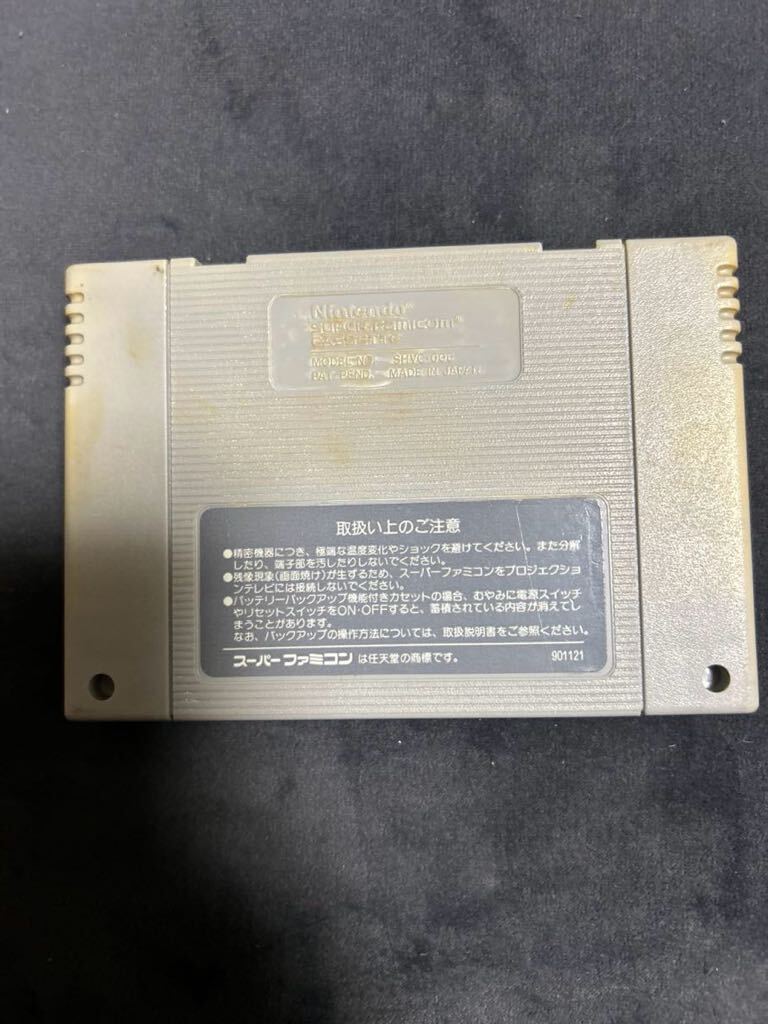 Nintendo
SUPER FAMICOM
MODEL NO. SHVC-006
PAT. PEND. MADE IN JAPAN
取扱い上のご注意
●精密機器につき、極端な温度変化やショックを避けてください。また分解
したり、端子部を汚したりしないでください。
●残像現象(画面焼け)が生ずるため、スーパーファミコンをプロジェクショ
ンテレビには接続しないでください。
●バッテリーバックアップ機能付きカセットの場合、むやみに電源スイッチ
やリセットスイッチをON・OFFすると、蓄積されている内容が消えてし
まうことがあります。
なお、バックアップの操作方法については、取扱説明書をご参照ください。
スーパーファミコン は任天堂の商標です。 901121